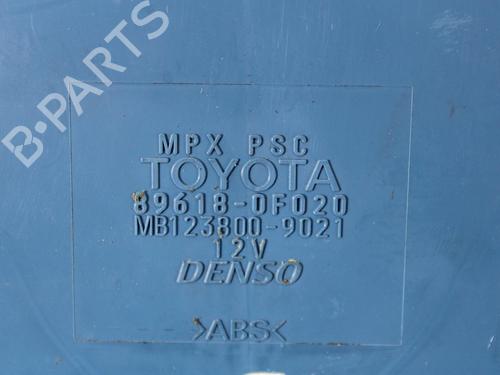 B-PARTS
MPX PSC
TOYOTA
89618-0F020
MB123800-9021
12V
DENSO
>ABS<